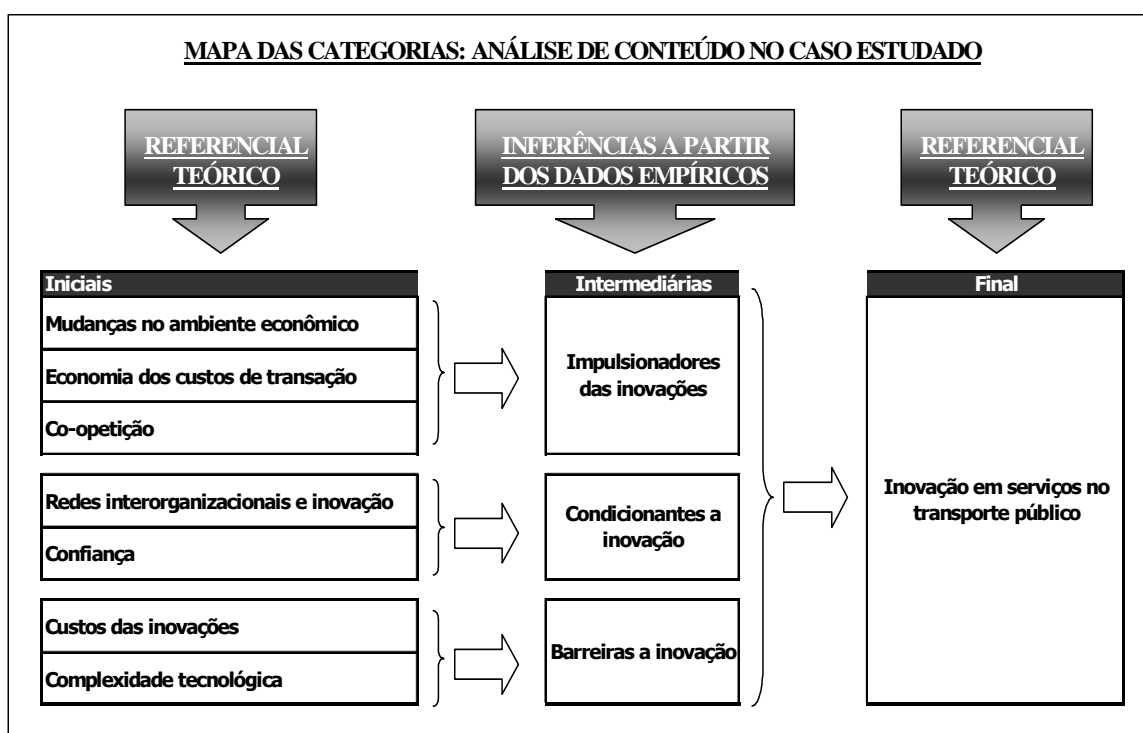 MAPA DAS CATEGORIAS: ANÁLISE DE CONTEÚDO NO CASO ESTUDADO
REFERENCIAL
TEÓRICO
INFERÊNCIAS A PARTIR
DOS DADOS EMPÍRICOS
REFERENCIAL
TEÓRICO
Iniciais
Mudanças no ambiente econômico
Economia dos custos de transação
Co-opetição
Redes interorganizacionais e inovação
Confiança
Custos das inovações
Complexidade tecnológica
Intermediárias
Impulsionadores
das inovações
Condicionantes a
inovação
Barreiras a inovação
Final
Inovação em serviços no
transporte público